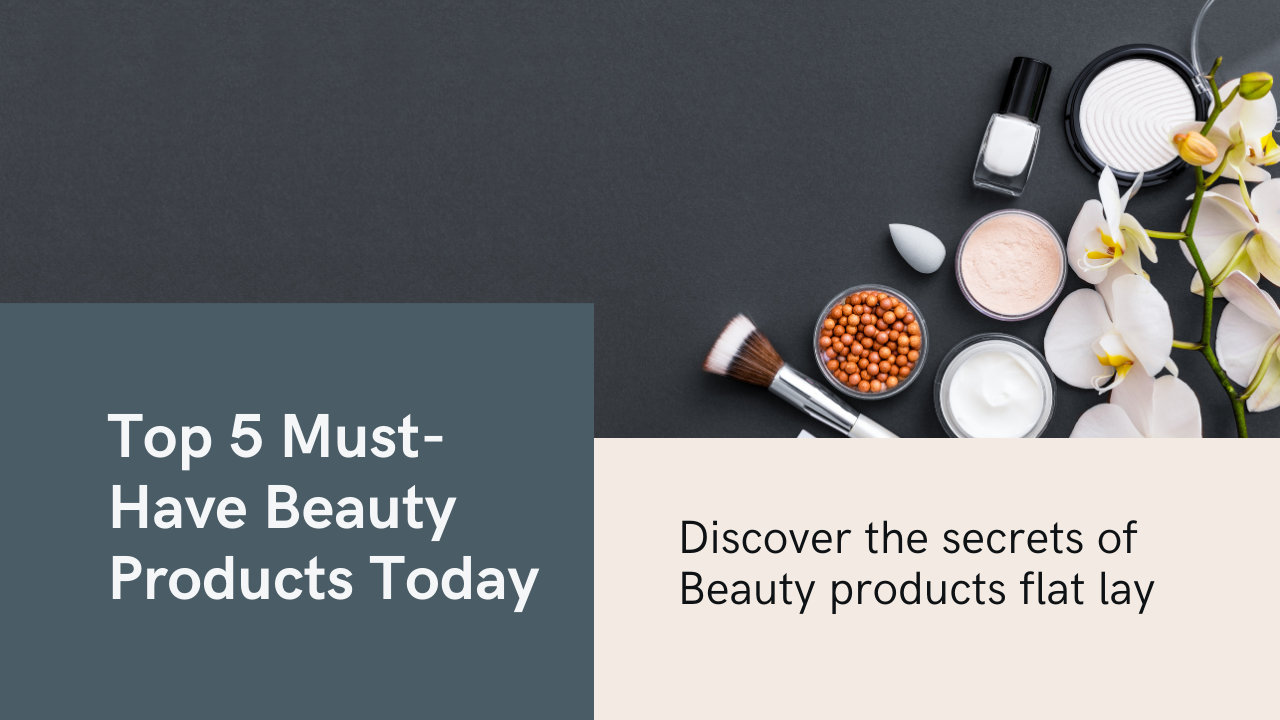 Top 5 Must-
Have Beauty
Products Today
Discover the secrets of
Beauty products flat lay